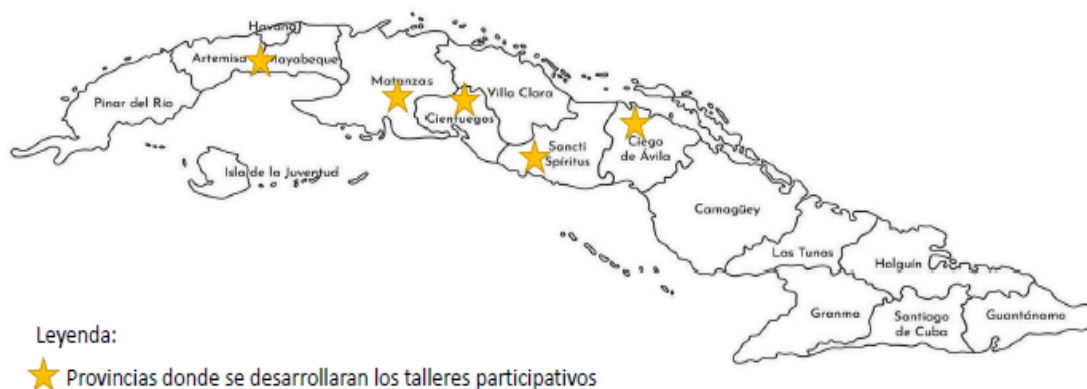 Havana
Artemisa
Mayabeque
Matanzas
Villa Clara
Pinar del Río
Cienfuegos
Sancti
Spíritus
Ciego
de Ávila
Isla de la Juventud
Camagüey
Las Tunas
Holguín
Granma
Santiago
de Cuba
Guantánamo
Leyenda:
Provincias donde se desarrollaran los talleres participativos